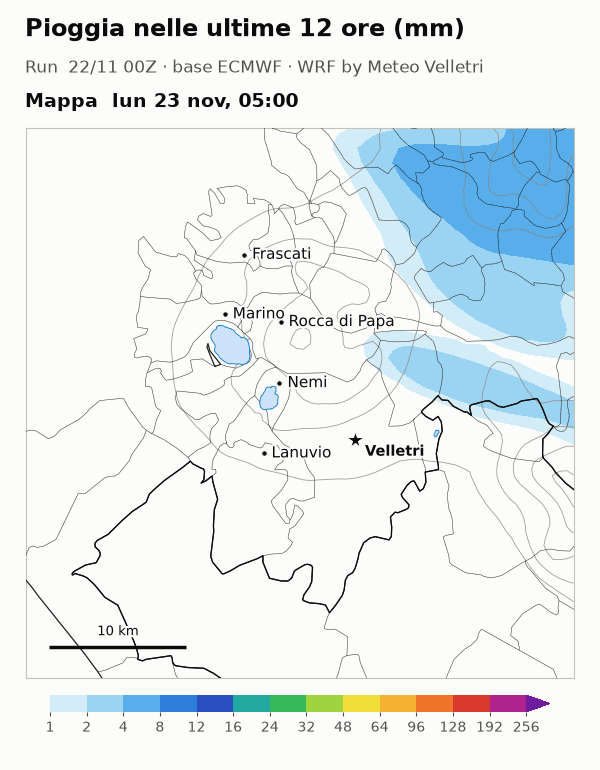 Pioggia nelle ultime 12 ore (mm)
Run  22/11 00Z · base ECMWF · WRF by Meteo Velletri
Mappa  lun 23 nov, 05:00
Frascati
Marino
Rocca di Papa
Nemi
Velletri
Lanuvio
10 km
1 2 4 8 12 16 24 32 48 64 96 128 192 256